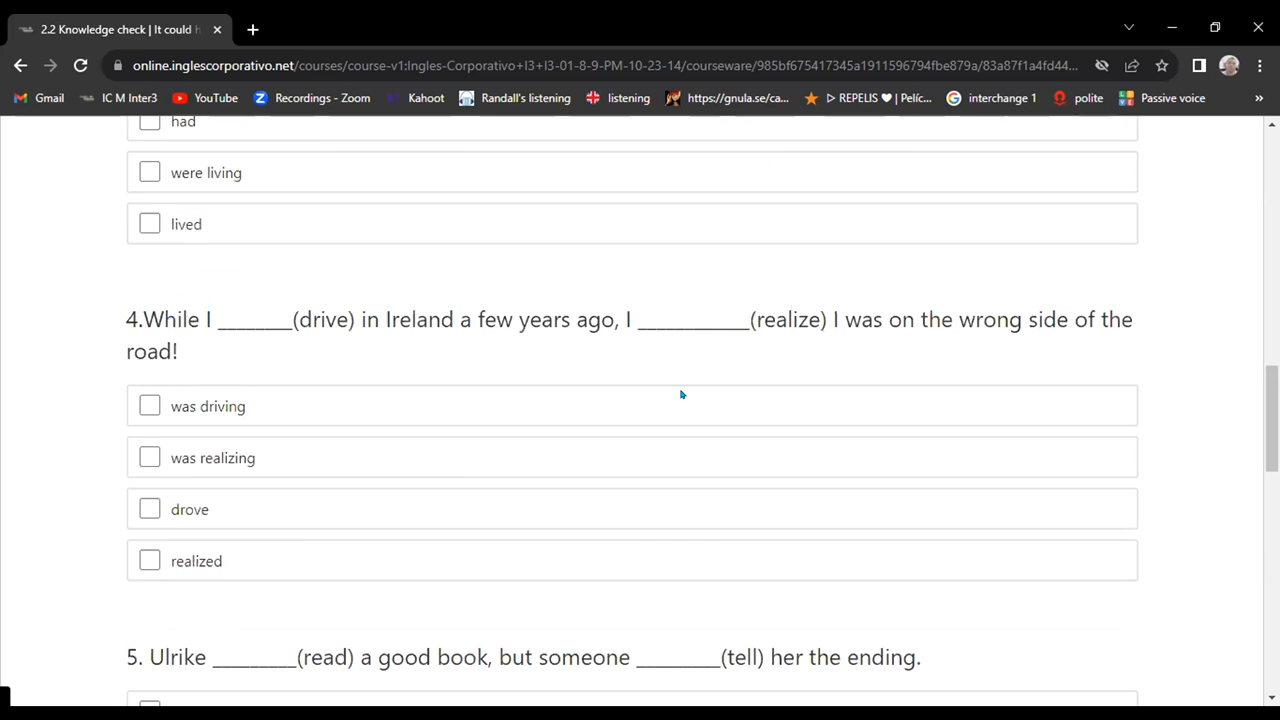 2.2 Knowledge check | It could h
online.inglescorporativo.net/courses/course-v1:Ingles-Corporativo+I3+I3-01-8-9-PM-10-23-14/courseware/985bf675417345a1911596794fbe879a/83a87f1a4fd44...
Gmail IC M Inter3 YouTube Recordings - Zoom Kahoot Randall's listening listening https://gnula.se/ca... ▷ REPELIS ♥ | Pelíc... interchange 1 polite Passive voice »
had
were living
lived
4.While I _______(drive) in Ireland a few years ago, I __________(realize) I was on the wrong side of the
road!
was driving
was realizing
drove
realized
5. Ulrike ________(read) a good book, but someone ________(tell) her the ending.